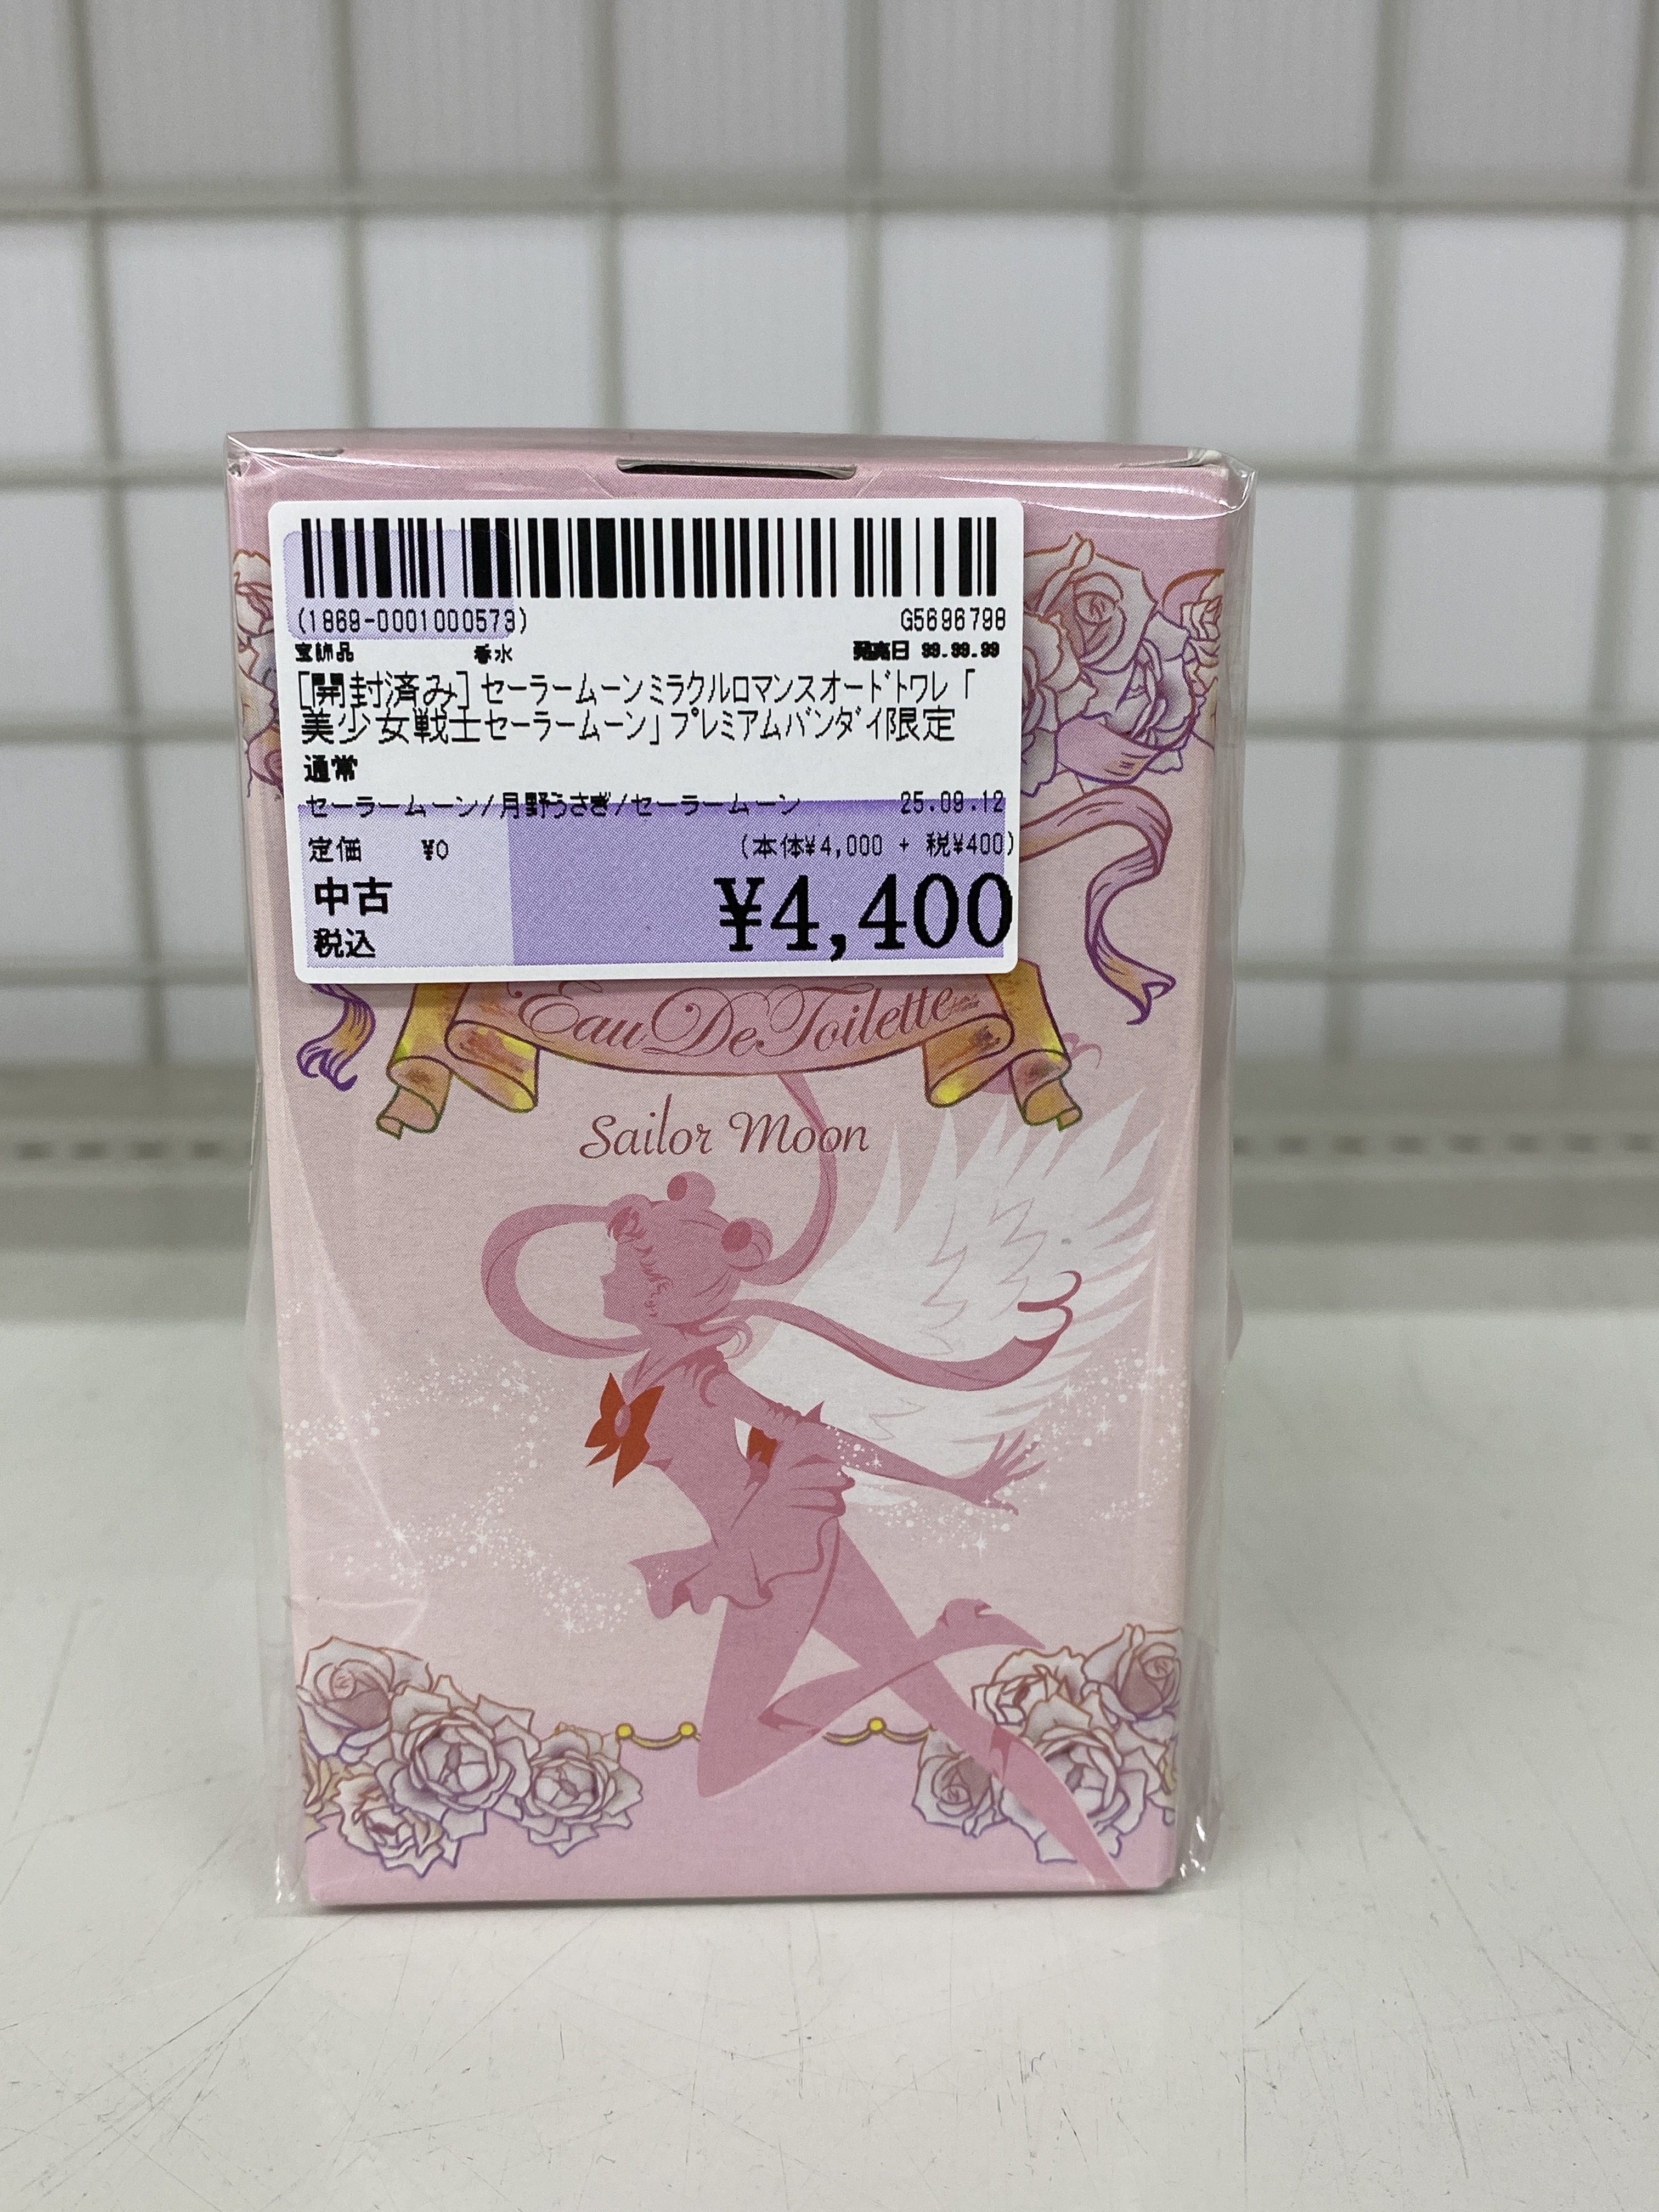 (1869-0001000573) G5696798
宝飾品 香水 発売日 99.99.99
[開封済み] セーラームーンミラクルロマンスオードトワレ「
美少女戦士セーラームーン」プレミアムバンダイ限定
通常
セーラームーン/月野うさぎ/セーラームーン 25.09.12
定価 ¥0 (本体¥4,000 + 税¥400)
中古 ¥4,400
税込
Eau De Toilette
Sailor Moon